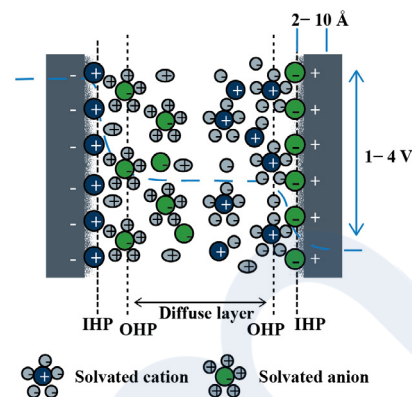 2– 10 Å
1– 4 V
Diffuse layer
IHP
OHP
OHP
IHP
Solvated cation
Solvated anion